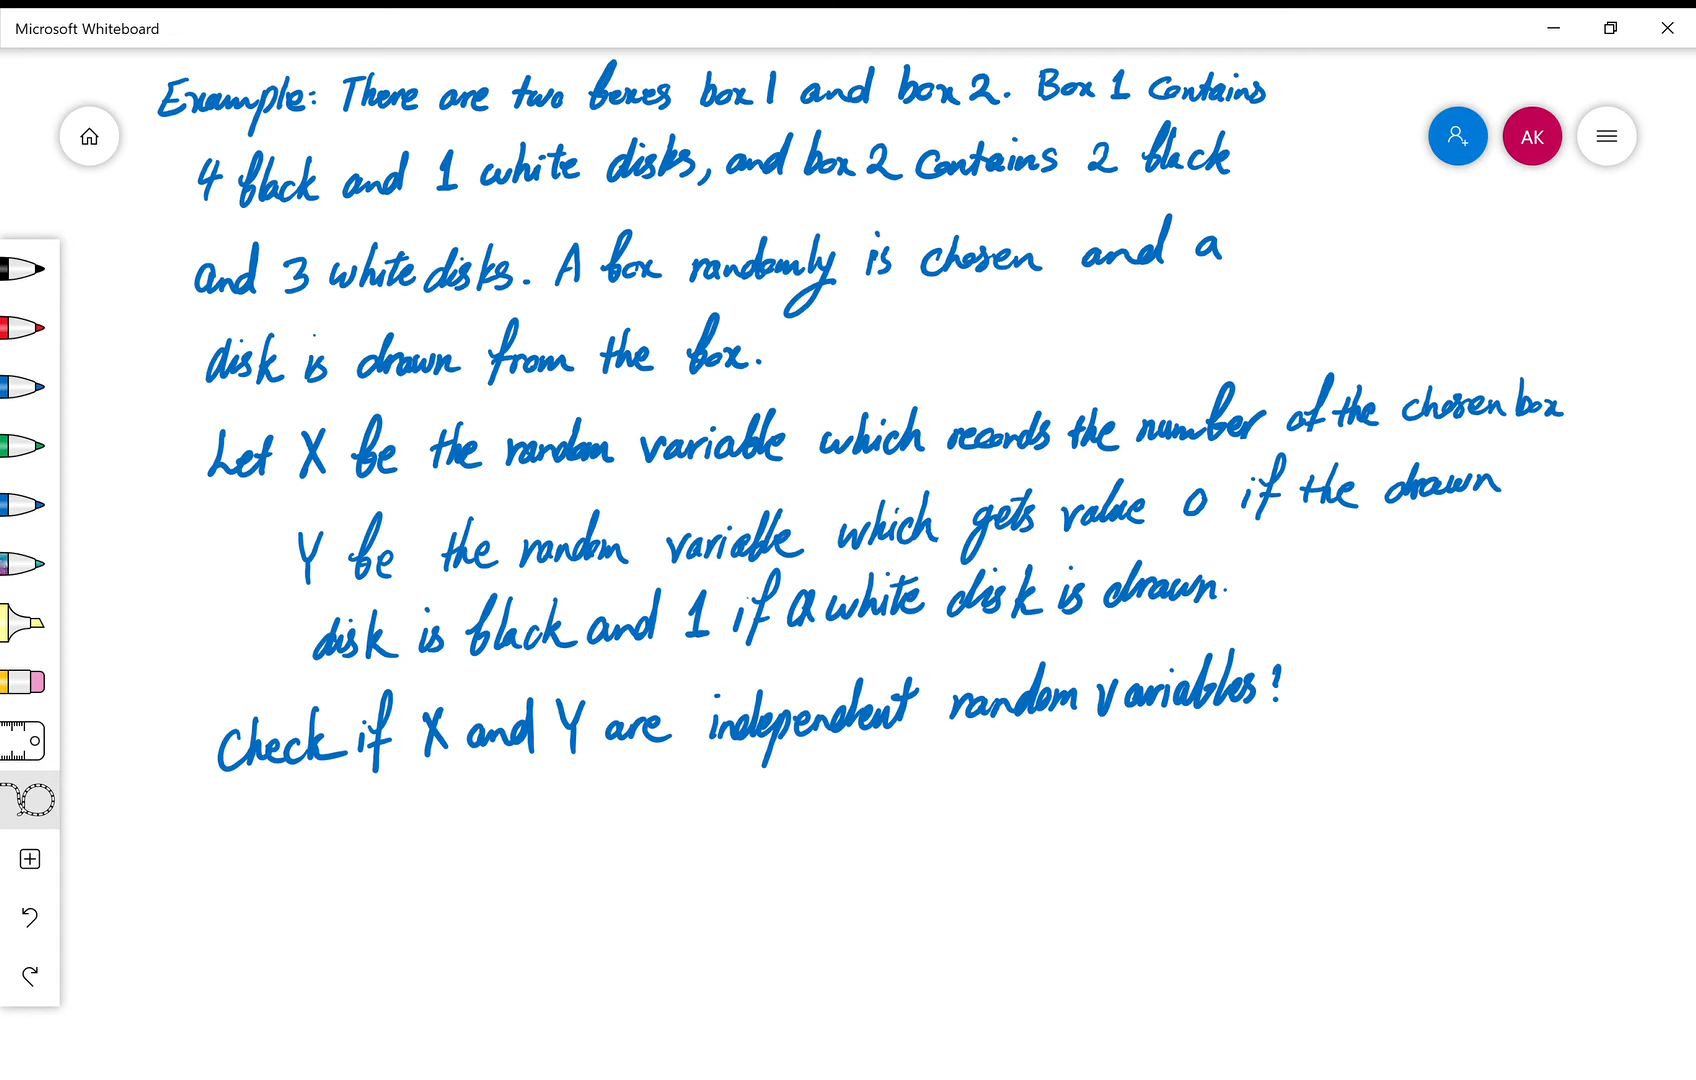 Microsoft Whiteboard
Example: There are two boxes box 1 and box 2. Box 1 contains
4 black and 1 white disks, and box 2 contains 2 black
and 3 white disks. A box randomly is chosen and a
disk is drawn from the box.
Let X be the random variable which records the number of the chosen box
Y be the random variable which gets value 0 if the drawn
disk is black and 1 if a white disk is drawn.
Check if X and Y are independent random variables?
AK